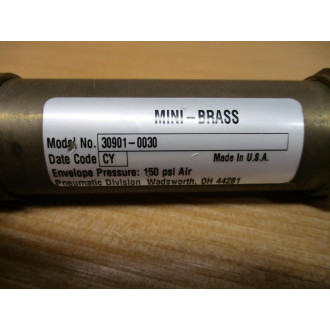 MINI-BRASS
Model No. 30901-0030
Date Code CY Made In U.S.A.
Envelope Pressure: 150 psi Air
Pneumatic Division Wadsworth, OH 44281